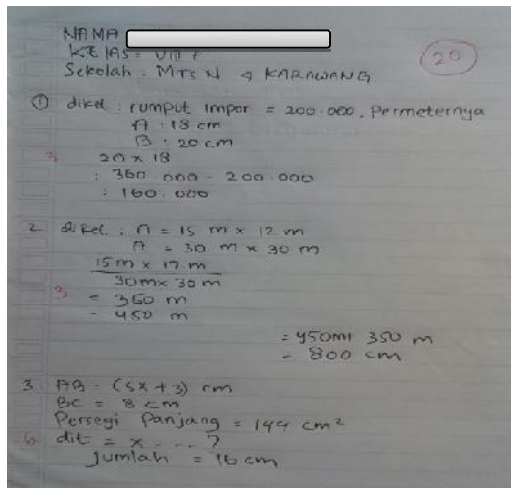 NAMA
KELAS = VIII 7
Sekolah : MTsN 4 KARAWANG
20
① diket : rumput impor = 200.000, Permeternya
A : 18 cm
B : 20 cm
3 20 x 18
: 360.000 - 200.000
: 160.000
2 diket : A = 15 m x 12 m
A = 30 m x 30 m
15 m x 12 m
30 m x 30 m
3 = 360 m
- 450 m
= 450 m 350 m
= 800 cm
3 AB = (5x + 3) cm
BC = 8 cm
Persegi Panjang = 144 cm²
6 dit = x ... ?
jumlah = 16 cm